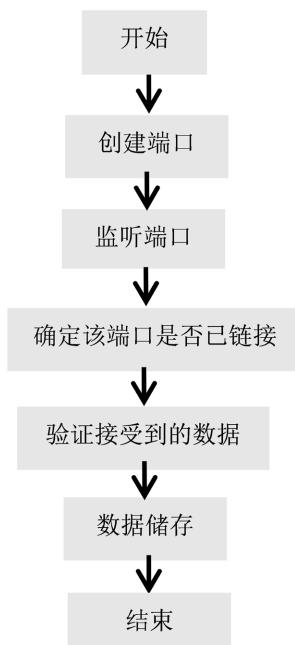 开始
创建端口
监听端口
确定该端口是否已链接
验证接受到的数据
数据储存
结束